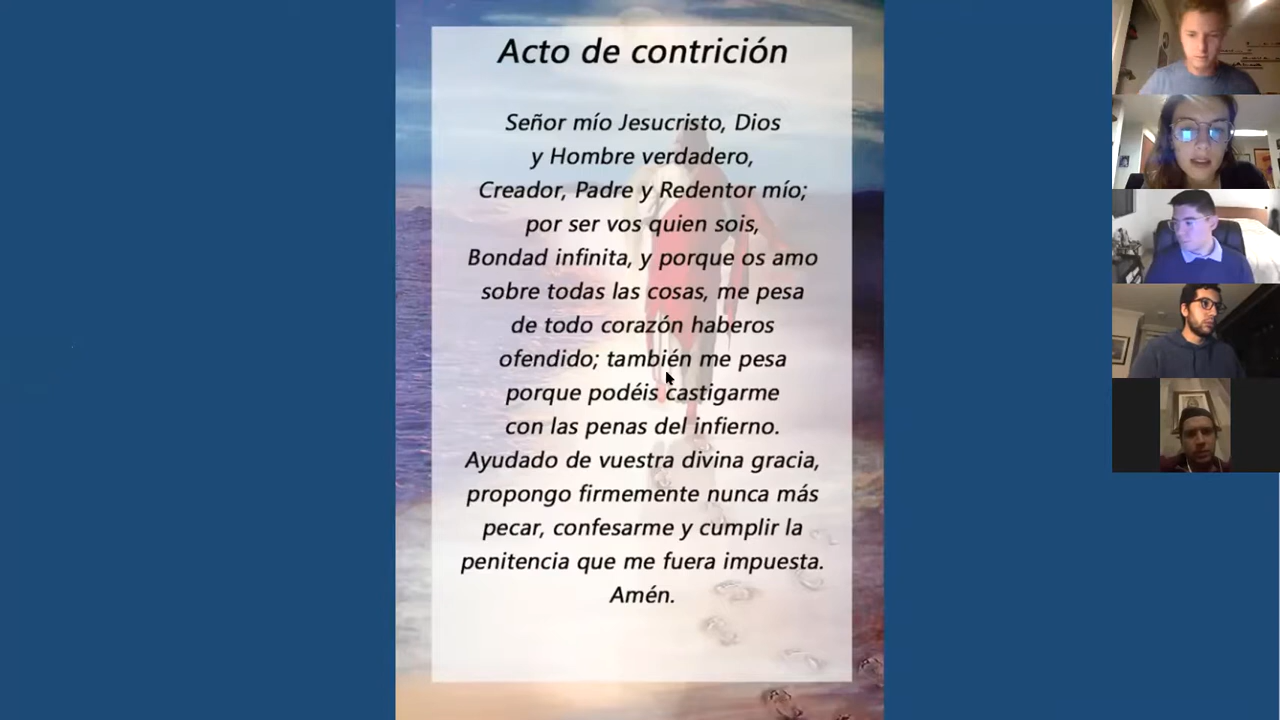 Acto de contrición
Señor mío Jesucristo, Dios
y Hombre verdadero,
Creador, Padre y Redentor mío;
por ser vos quien sois,
Bondad infinita, y porque os amo
sobre todas las cosas, me pesa
de todo corazón haberos
ofendido; también me pesa
porque podéis castigarme
con las penas del infierno.
Ayudado de vuestra divina gracia,
propongo firmemente nunca más
pecar, confesarme y cumplir la
penitencia que me fuera impuesta.
Amén.